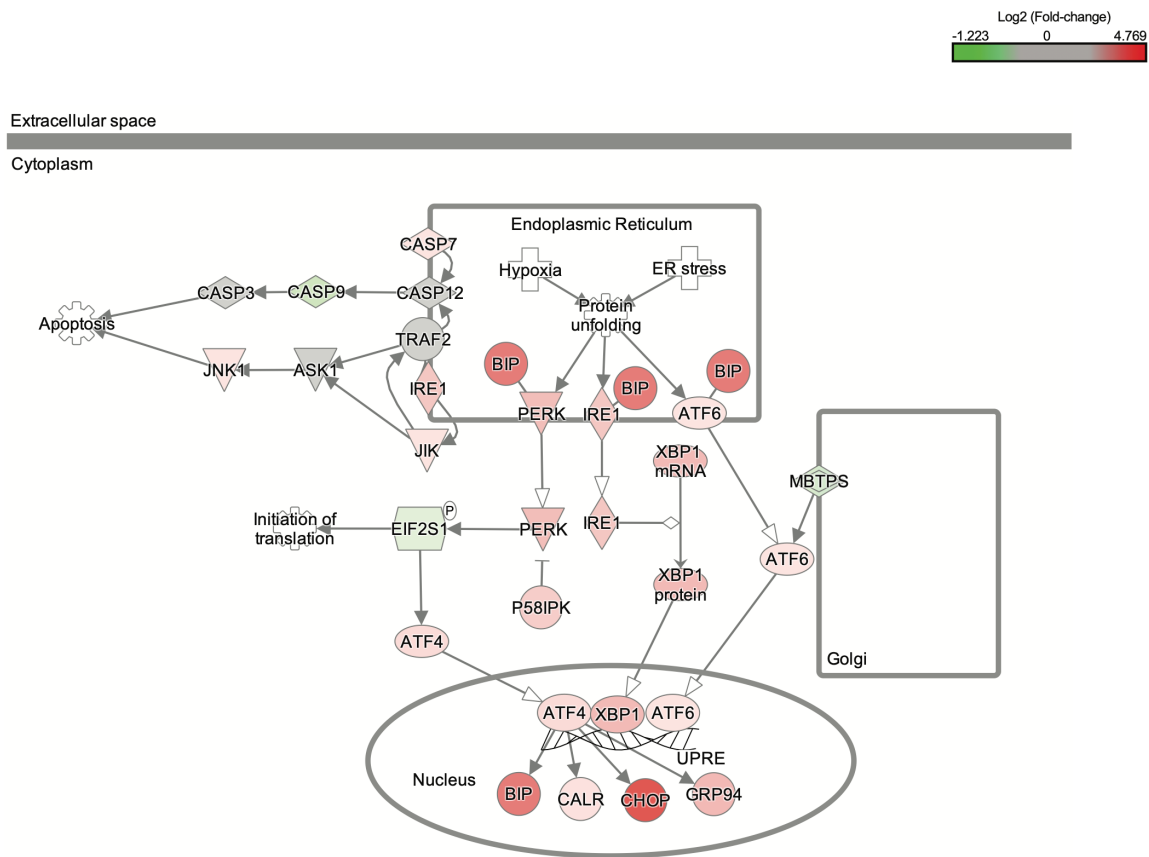 Log2 (Fold-change)
-1.223 0 4.769
Extracellular space
Cytoplasm
Endoplasmic Reticulum
CASP7
Hypoxia
ER stress
CASP3
CASP9
CASP12
Protein
unfolding
Apoptosis
TRAF2
JNK1
ASK1
BIP
BIP
BIP
IRE1
PERK
IRE1
ATF6
JIK
XBP1
mRNA
MBTPS
P
Initiation of
translation
EIF2S1
PERK
IRE1
ATF6
XBP1
protein
P58IPK
ATF4
Golgi
ATF4
XBP1
ATF6
UPRE
Nucleus
BIP
CALR
CHOP
GRP94